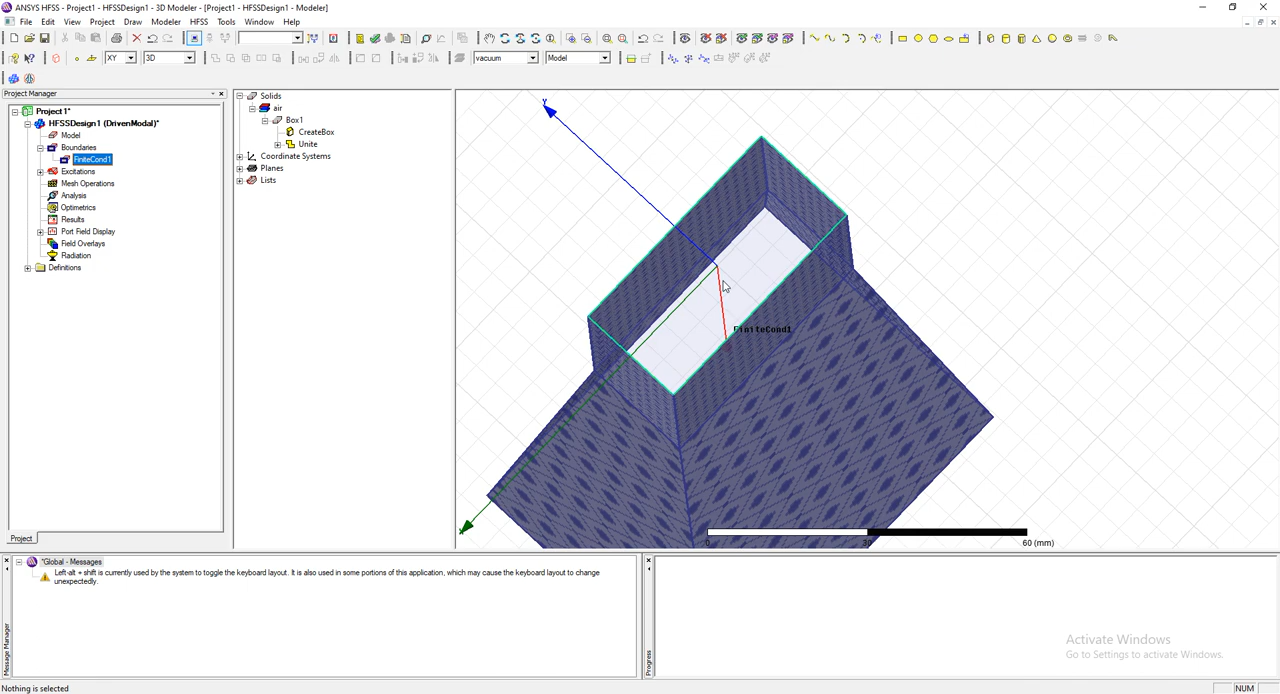 ANSYS HFSS - Project1 - HFSSDesign1 - 3D Modeler - [Project1 - HFSSDesign1 - Modeler]
File Edit View Project Draw Modeler HFSS Tools Window Help
XY 3D vacuum Model
Project Manager
Project1*
HFSSDesign1 (DrivenModal)*
Model
Boundaries
FiniteCond1
Excitations
Mesh Operations
Analysis
Optimetrics
Results
Port Field Display
Field Overlays
Radiation
Definitions
Project
Solids
air
Box1
CreateBox
Unite
Coordinate Systems
Planes
Lists
FiniteCond1
0 30 60 (mm)
*Global - Messages
Left-alt + shift is currently used by the system to toggle the keyboard layout. It is also used in some portions of this application, which may cause the keyboard layout to change
unexpectedly.
Message Manager
Progress
Activate Windows
Go to Settings to activate Windows.
Nothing is selected
NUM